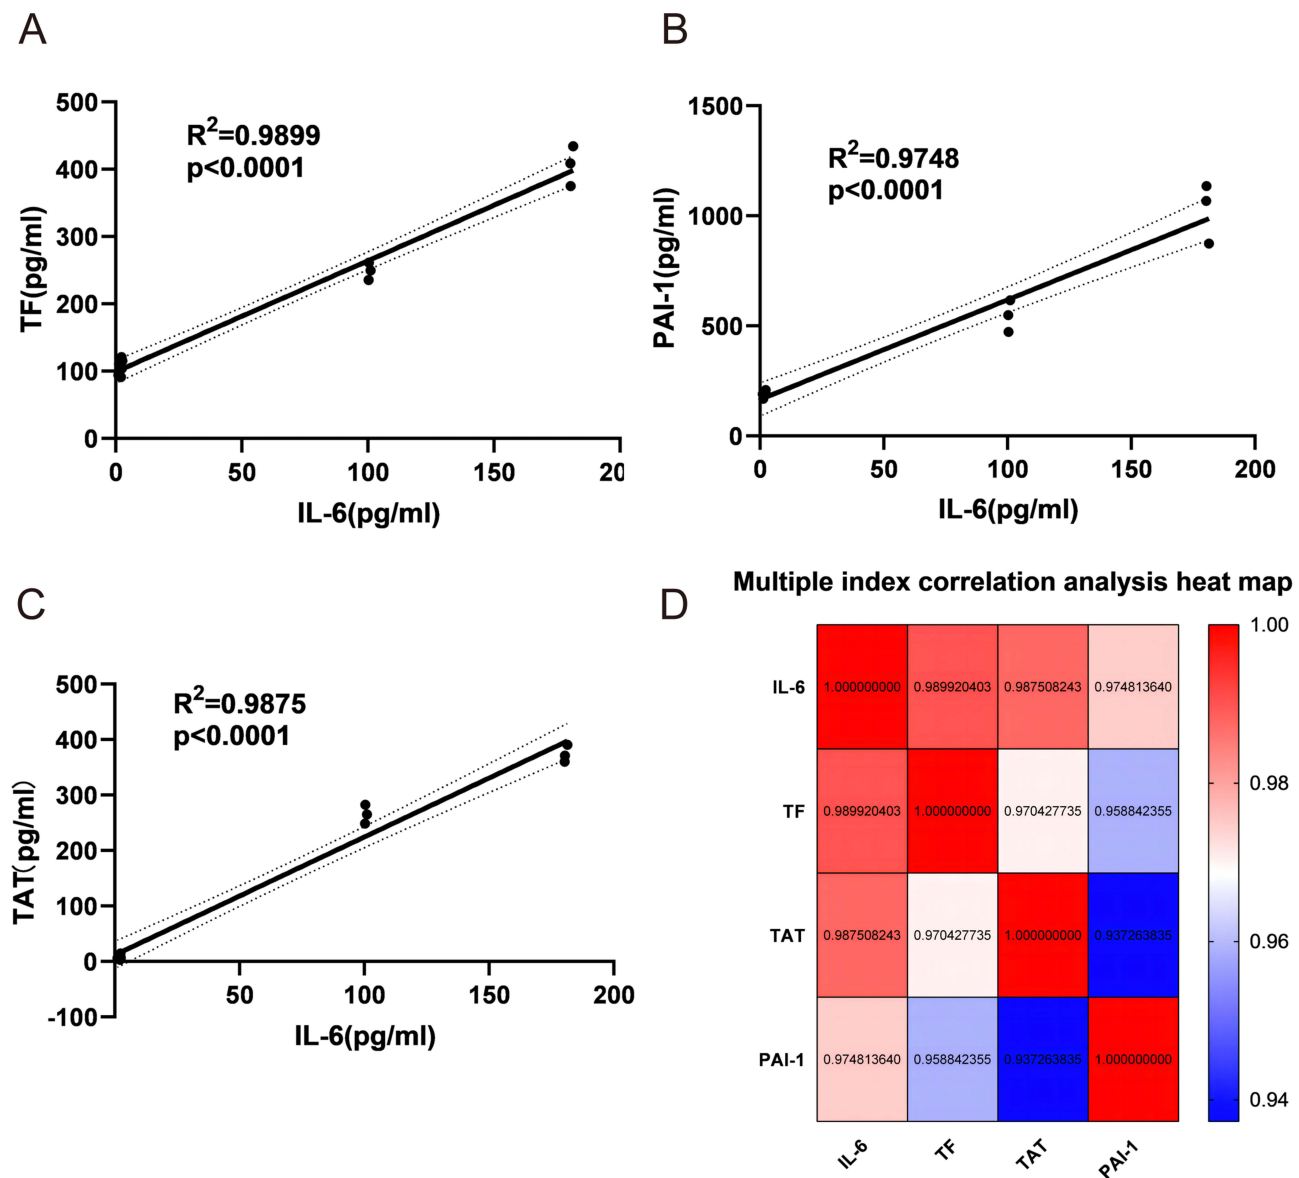 A
500
400
300
200
100
0
R²=0.9899
p<0.0001
TF(pg/ml)
0 50 100 150 20
IL-6(pg/ml)
B
1500
1000
500
0
R²=0.9748
p<0.0001
PAI-1(pg/ml)
0 50 100 150 200
IL-6(pg/ml)
C
500
400
300
200
100
0
-100
R²=0.9875
p<0.0001
TAT(pg/ml)
50 100 150 200
IL-6(pg/ml)
D
Multiple index correlation analysis heat map
IL-6 1.000000000 0.989920403 0.987508243 0.974813640
TF 0.989920403 1.000000000 0.970427735 0.958842355
TAT 0.987508243 0.970427735 1.000000000 0.937263835
PAI-1 0.974813640 0.958842355 0.937263835 1.000000000
IL-6 TF TAT PAI-1
1.00
0.98
0.96
0.94